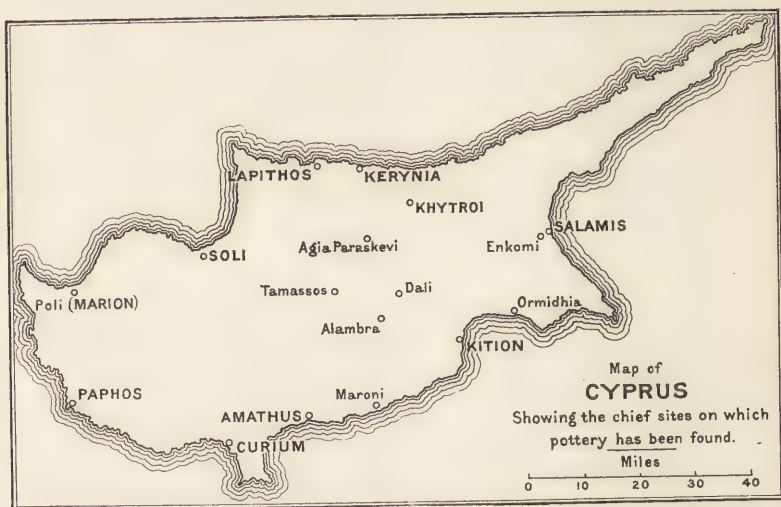 LAPITHOS
KERYNIA
KHYTROI
SALAMIS
Agia Paraskevi
Enkomi
SOLI
Tamassos
Dali
Poli (MARION)
Ormidhia
Alambra
KITION
PAPHOS
Maroni
AMATHUS
CURIUM
Map of
CYPRUS
Showing the chief sites on which
pottery has been found.
Miles
0 10 20 30 40